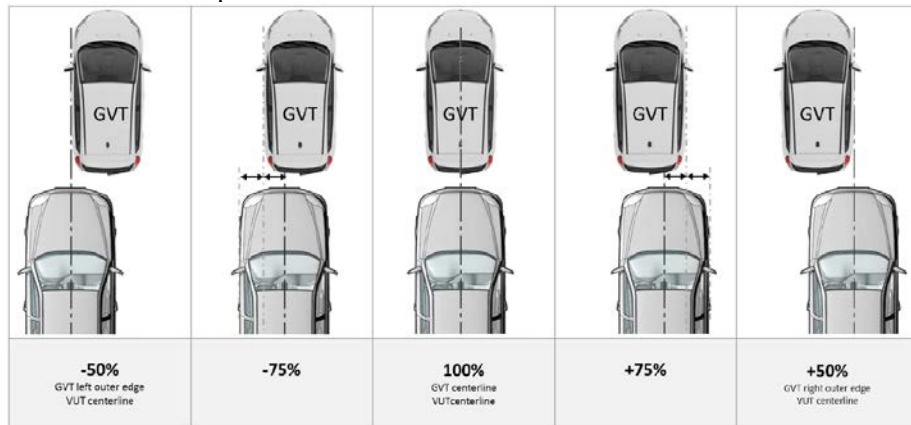 GVT
GVT
GVT
GVT
GVT
-50%
GVT left outer edge
VUT centerline
-75%
100%
GVT centerline
VUTcenterline
+75%
+50%
GVT right outer edge
VUT centerline